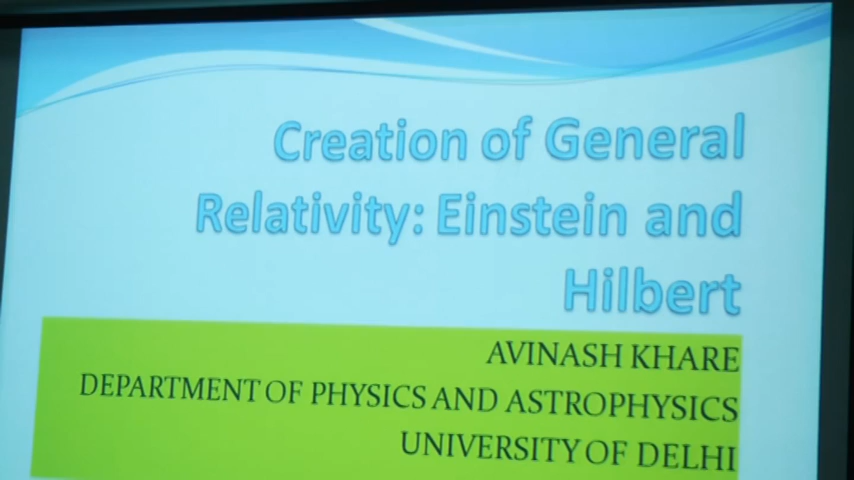 Creation of General
Relativity: Einstein and
Hilbert
AVINASH KHARE
DEPARTMENT OF PHYSICS AND ASTROPHYSICS
UNIVERSITY OF DELHI